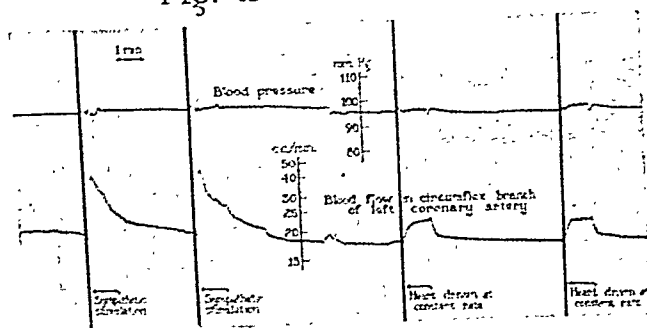 Fig.
1 min
mm Hg
110
100
90
80
Blood pressure
cc/min.
50
40
30
25
20
15
Blood flow in circumflex branch
of left coronary artery
Sympathetic
stimulation
Sympathetic
stimulation
Heart driven at
constant rate
Heart driven at
constant rate